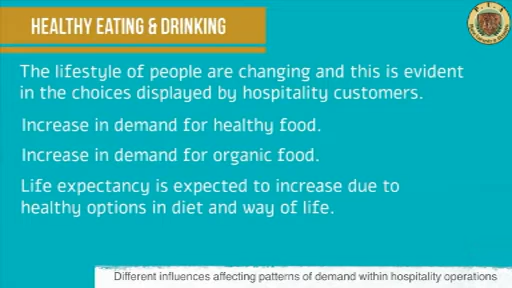 HEALTHY EATING & DRINKING
The lifestyle of people are changing and this is evident
in the choices displayed by hospitality customers.
Increase in demand for healthy food.
Increase in demand for organic food.
Life expectancy is expected to increase due to
healthy options in diet and way of life.
Different influences affecting patterns of demand within hospitality operations